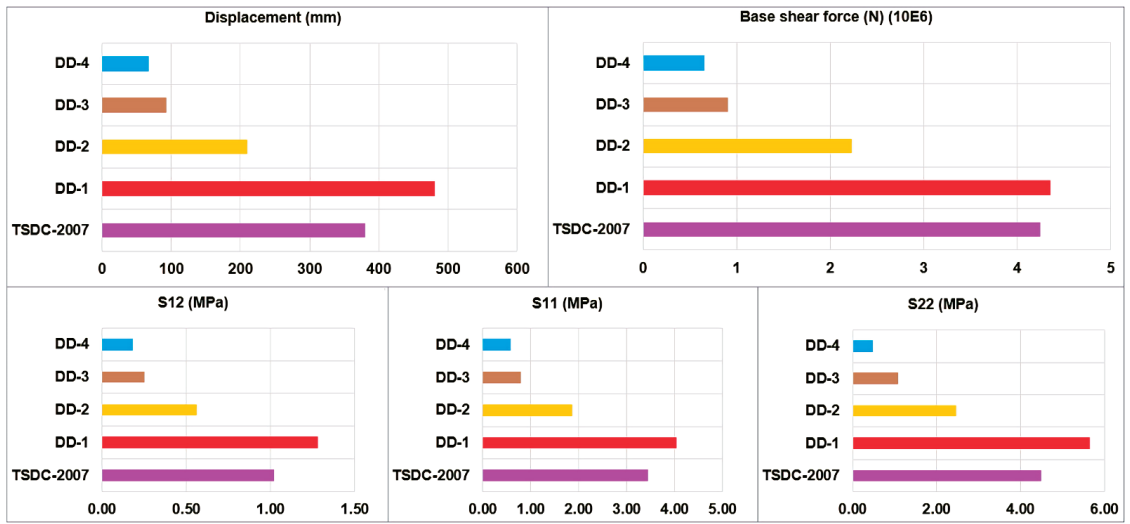 Displacement (mm)
DD-4
DD-3
DD-2
DD-1
TSDC-2007
0 100 200 300 400 500 600
Base shear force (N) (10E6)
DD-4
DD-3
DD-2
DD-1
TSDC-2007
0 1 2 3 4 5
S12 (MPa)
DD-4
DD-3
DD-2
DD-1
TSDC-2007
0.00 0.50 1.00 1.50
S11 (MPa)
DD-4
DD-3
DD-2
DD-1
TSDC-2007
0.00 1.00 2.00 3.00 4.00 5.00
S22 (MPa)
DD-4
DD-3
DD-2
DD-1
TSDC-2007
0.00 2.00 4.00 6.00